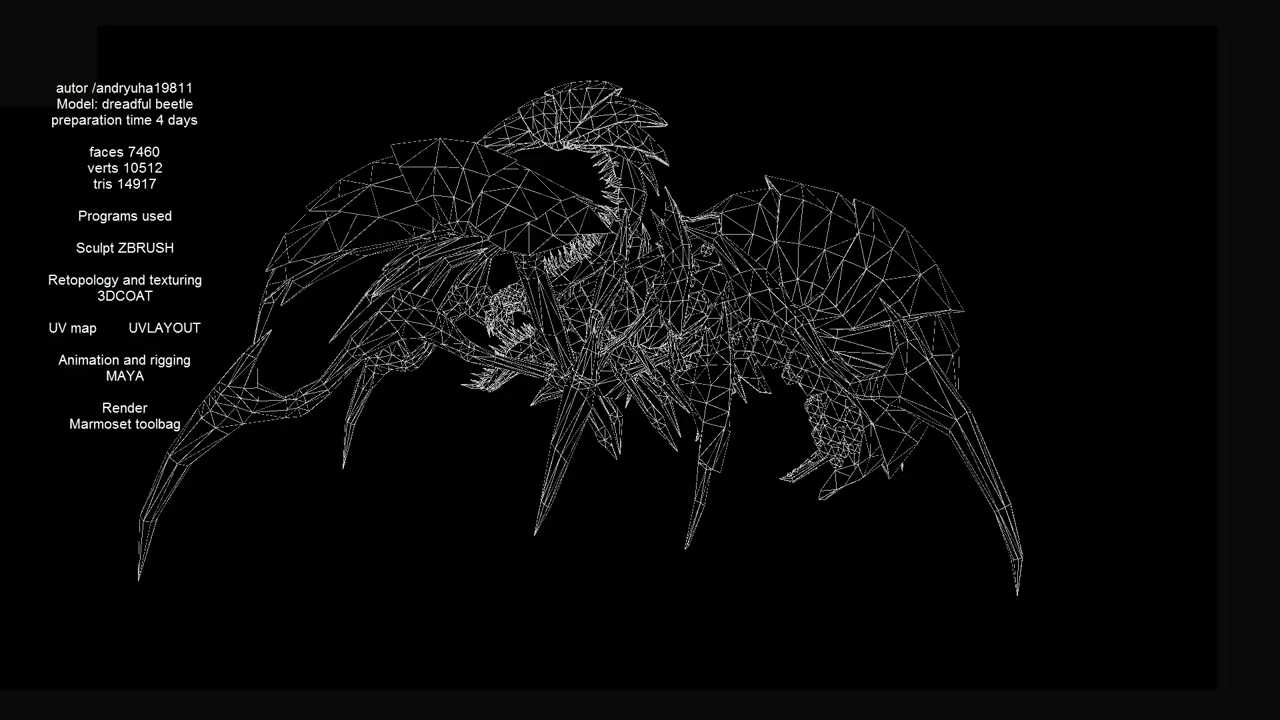 autor /andryuha19811
Model: dreadful beetle
preparation time 4 days
faces 7460
verts 10512
tris 14917
Programs used
Sculpt ZBRUSH
Retopology and texturing
3DCOAT
UV map UVLAYOUT
Animation and rigging
MAYA
Render
Marmoset toolbag